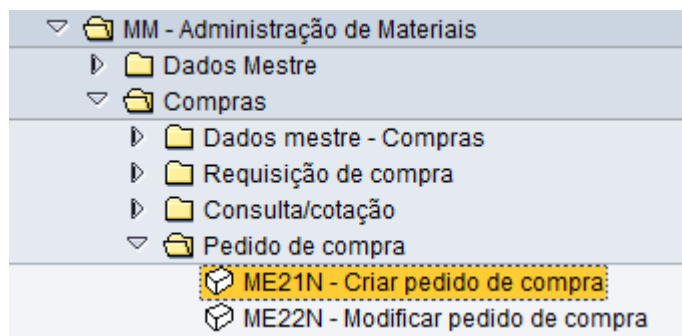 MM - Administração de Materiais
Dados Mestre
Compras
Dados mestre - Compras
Requisição de compra
Consulta/cotação
Pedido de compra
ME21N - Criar pedido de compra
ME22N - Modificar pedido de compra